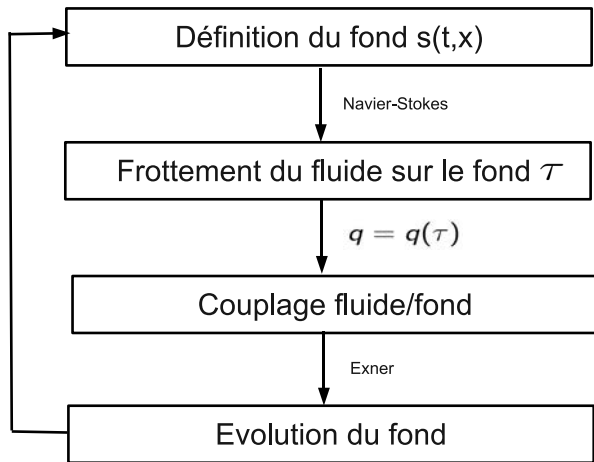 Définition du fond s(t,x)
Navier-Stokes
Frottement du fluide sur le fond τ
q = q(τ)
Couplage fluide/fond
Exner
Evolution du fond